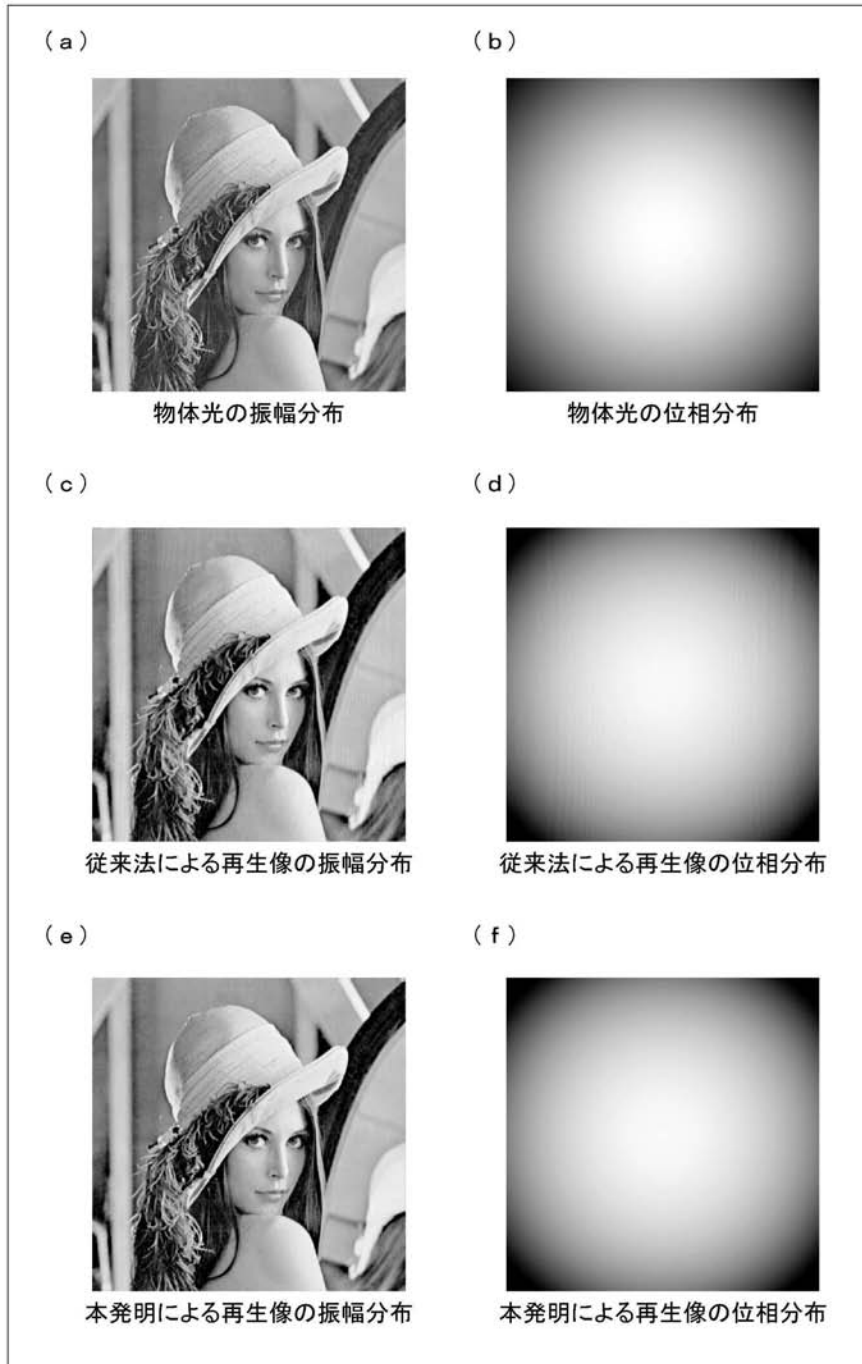 (a)
(b)
物体光の振幅分布
物体光の位相分布
(c)
(d)
従来法による再生像の振幅分布
従来法による再生像の位相分布
(e)
(f)
本発明による再生像の振幅分布
本発明による再生像の位相分布